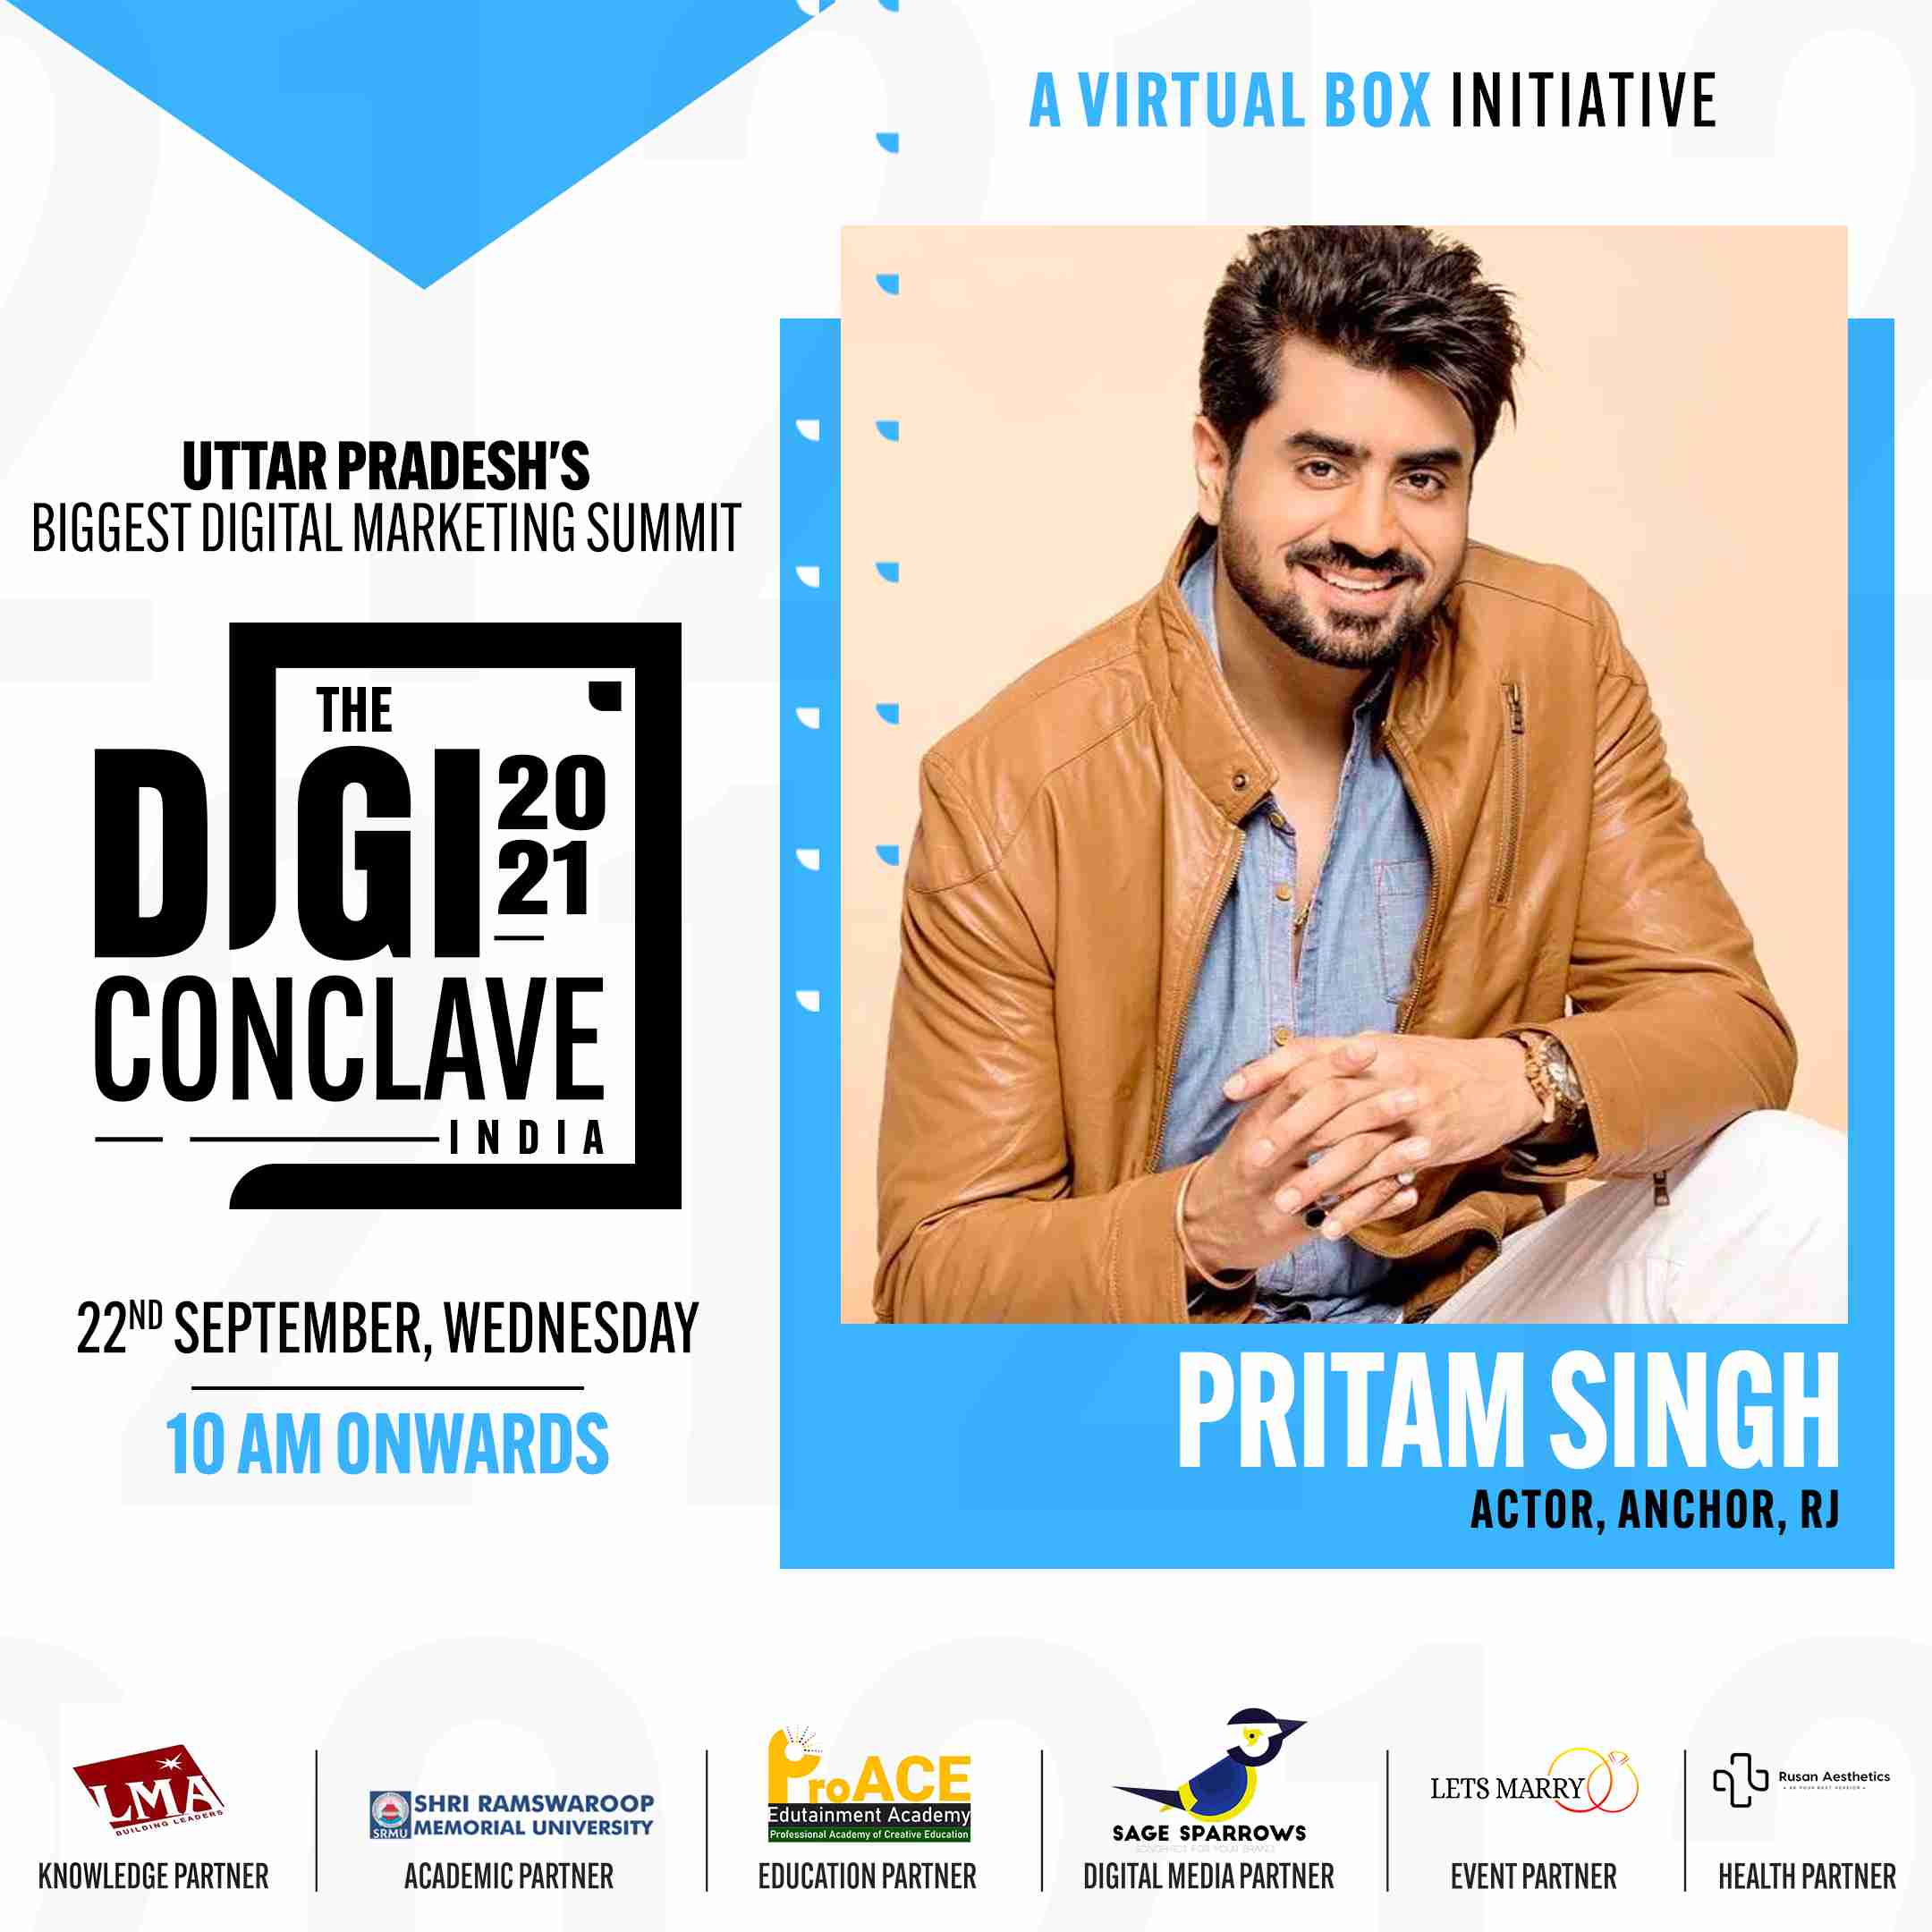 A VIRTUAL BOX INITIATIVE
UTTAR PRADESH'S
BIGGEST DIGITAL MARKETING SUMMIT
THE
DIGI 20
21
CONCLAVE
INDIA
22ND SEPTEMBER, WEDNESDAY
10 AM ONWARDS
PRITAM SINGH
ACTOR, ANCHOR, RJ
LMA
BUILDING LEADERS
KNOWLEDGE PARTNER
SRMU
SHRI RAMSWAROOP
MEMORIAL UNIVERSITY
ACADEMIC PARTNER
ProACE
Edutainment Academy
Professional Academy of Creative Education
EDUCATION PARTNER
SAGE SPARROWS
DIGITAL MEDIA PARTNER
LETS MARRY
EVENT PARTNER
Rusan Aesthetics
HEALTH PARTNER